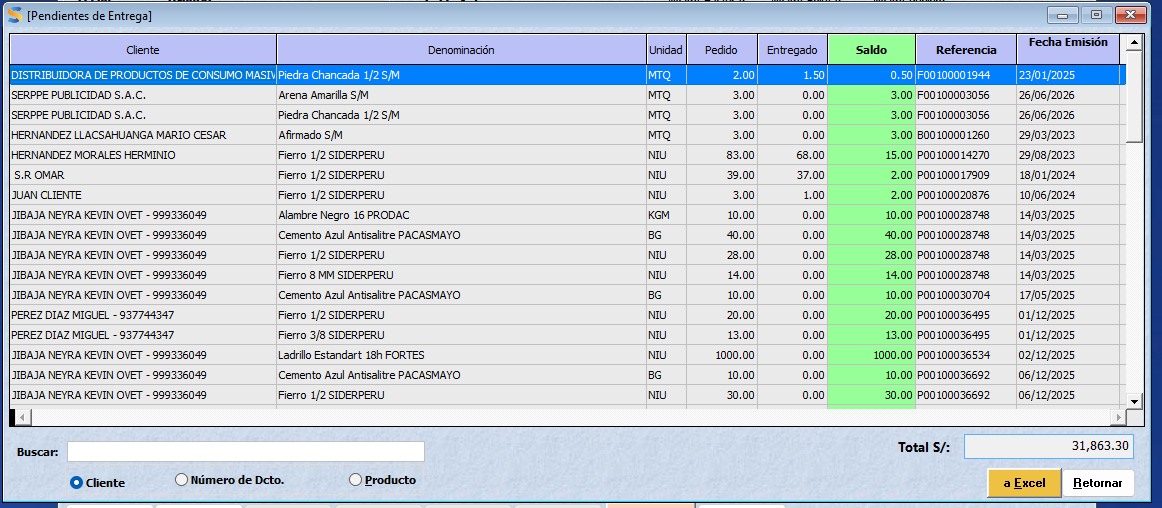 [Pendientes de Entrega]
Cliente Denominación Unidad Pedido Entregado Saldo Referencia Fecha Emisión
DISTRIBUIDORA DE PRODUCTOS DE CONSUMO MASIV Piedra Chancada 1/2 S/M MTQ 2.00 1.50 0.50 F00100001944 23/01/2025
SERPPE PUBLICIDAD S.A.C. Arena Amarilla S/M MTQ 3.00 0.00 3.00 F00100003056 26/06/2026
SERPPE PUBLICIDAD S.A.C. Piedra Chancada 1/2 S/M MTQ 3.00 0.00 3.00 F00100003056 26/06/2026
HERNANDEZ LLACSAHUANGA MARIO CESAR Afirmado S/M MTQ 3.00 0.00 3.00 B00100001260 29/03/2023
HERNANDEZ MORALES HERMINIO Fierro 1/2 SIDERPERU NIU 83.00 68.00 15.00 P00100014270 29/08/2023
S.R OMAR Fierro 1/2 SIDERPERU NIU 39.00 37.00 2.00 P00100017909 18/01/2024
JUAN CLIENTE Fierro 1/2 SIDERPERU NIU 3.00 1.00 2.00 P00100020876 10/06/2024
JIBAJA NEYRA KEVIN OVET - 999336049 Alambre Negro 16 PRODAC KGM 10.00 0.00 10.00 P00100028748 14/03/2025
JIBAJA NEYRA KEVIN OVET - 999336049 Cemento Azul Antisalitre PACASMAYO BG 40.00 0.00 40.00 P00100028748 14/03/2025
JIBAJA NEYRA KEVIN OVET - 999336049 Fierro 1/2 SIDERPERU NIU 28.00 0.00 28.00 P00100028748 14/03/2025
JIBAJA NEYRA KEVIN OVET - 999336049 Fierro 8 MM SIDERPERU NIU 14.00 0.00 14.00 P00100028748 14/03/2025
JIBAJA NEYRA KEVIN OVET - 999336049 Cemento Azul Antisalitre PACASMAYO BG 10.00 0.00 10.00 P00100030704 17/05/2025
PEREZ DIAZ MIGUEL - 937744347 Fierro 1/2 SIDERPERU NIU 20.00 0.00 20.00 P00100036495 01/12/2025
PEREZ DIAZ MIGUEL - 937744347 Fierro 3/8 SIDERPERU NIU 13.00 0.00 13.00 P00100036495 01/12/2025
JIBAJA NEYRA KEVIN OVET - 999336049 Ladrillo Estandart 18h FORTES NIU 1000.00 0.00 1000.00 P00100036534 02/12/2025
JIBAJA NEYRA KEVIN OVET - 999336049 Cemento Azul Antisalitre PACASMAYO BG 10.00 0.00 10.00 P00100036692 06/12/2025
JIBAJA NEYRA KEVIN OVET - 999336049 Fierro 1/2 SIDERPERU NIU 30.00 0.00 30.00 P00100036692 06/12/2025
Buscar: Total S/: 31,863.30
Cliente Número de Dcto. Producto a Excel Retornar